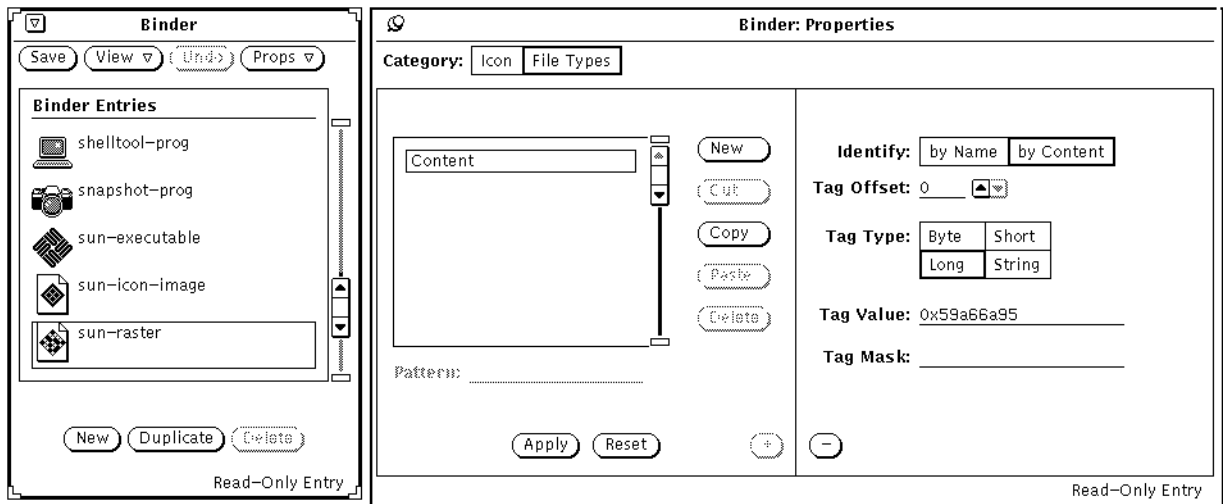 Binder
Save View Undo Props
Binder Entries
shelltool-prog
snapshot-prog
sun-executable
sun-icon-image
sun-raster
New Duplicate Delete
Read-Only Entry
Binder: Properties
Category: Icon File Types
Content
New
Cut
Copy
Paste
Delete
Pattern:
Apply Reset + −
Identify: by Name by Content
Tag Offset: 0
Tag Type: Byte Short
Long String
Tag Value: 0x59a66a95
Tag Mask:
Read-Only Entry